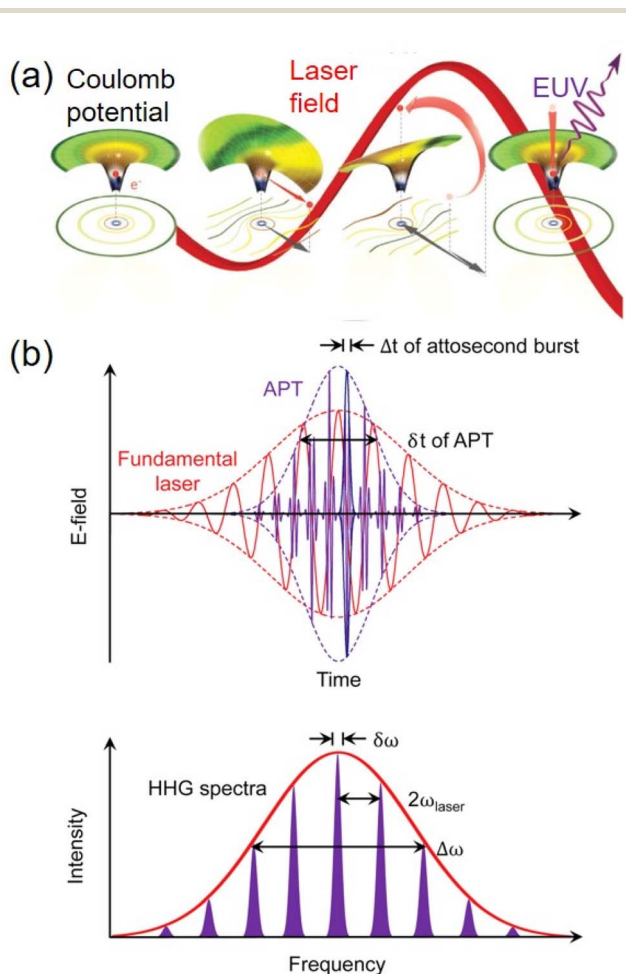 (a)
Coulomb
potential
Laser
field
EUV
e⁻
(b)
Δt of attosecond burst
APT
δt of APT
Fundamental
laser
E-field
Time
δω
HHG spectra
2ω_laser
Δω
Intensity
Frequency